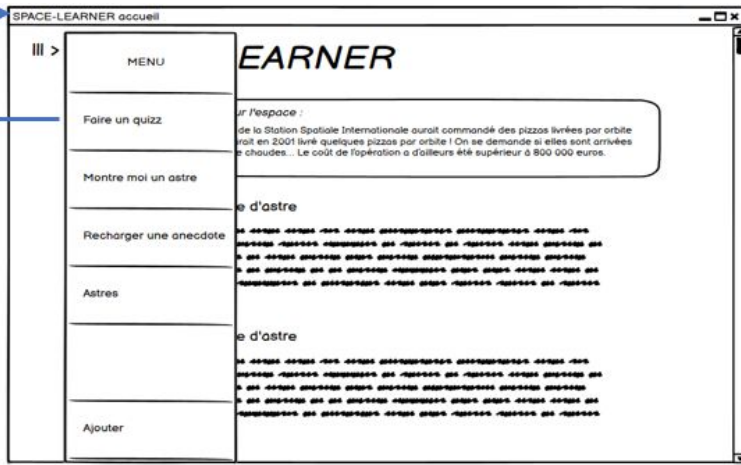 SPACE-LEARNER accueil
III >
MENU
EARNER
Faire un quizz
Montre moi un astre
Recharger une anecdote
Astres
Ajouter
ur l'espace :
de la Station Spatiale Internationale aurait commandé des pizzas livrées par orbite
rait en 2001 livré quelques pizzas par orbite ! On se demande si elles sont arrivées
e chaudes... Le coût de l'opération a d'ailleurs été supérieur à 800 000 euros.
e d'astre
e d'astre